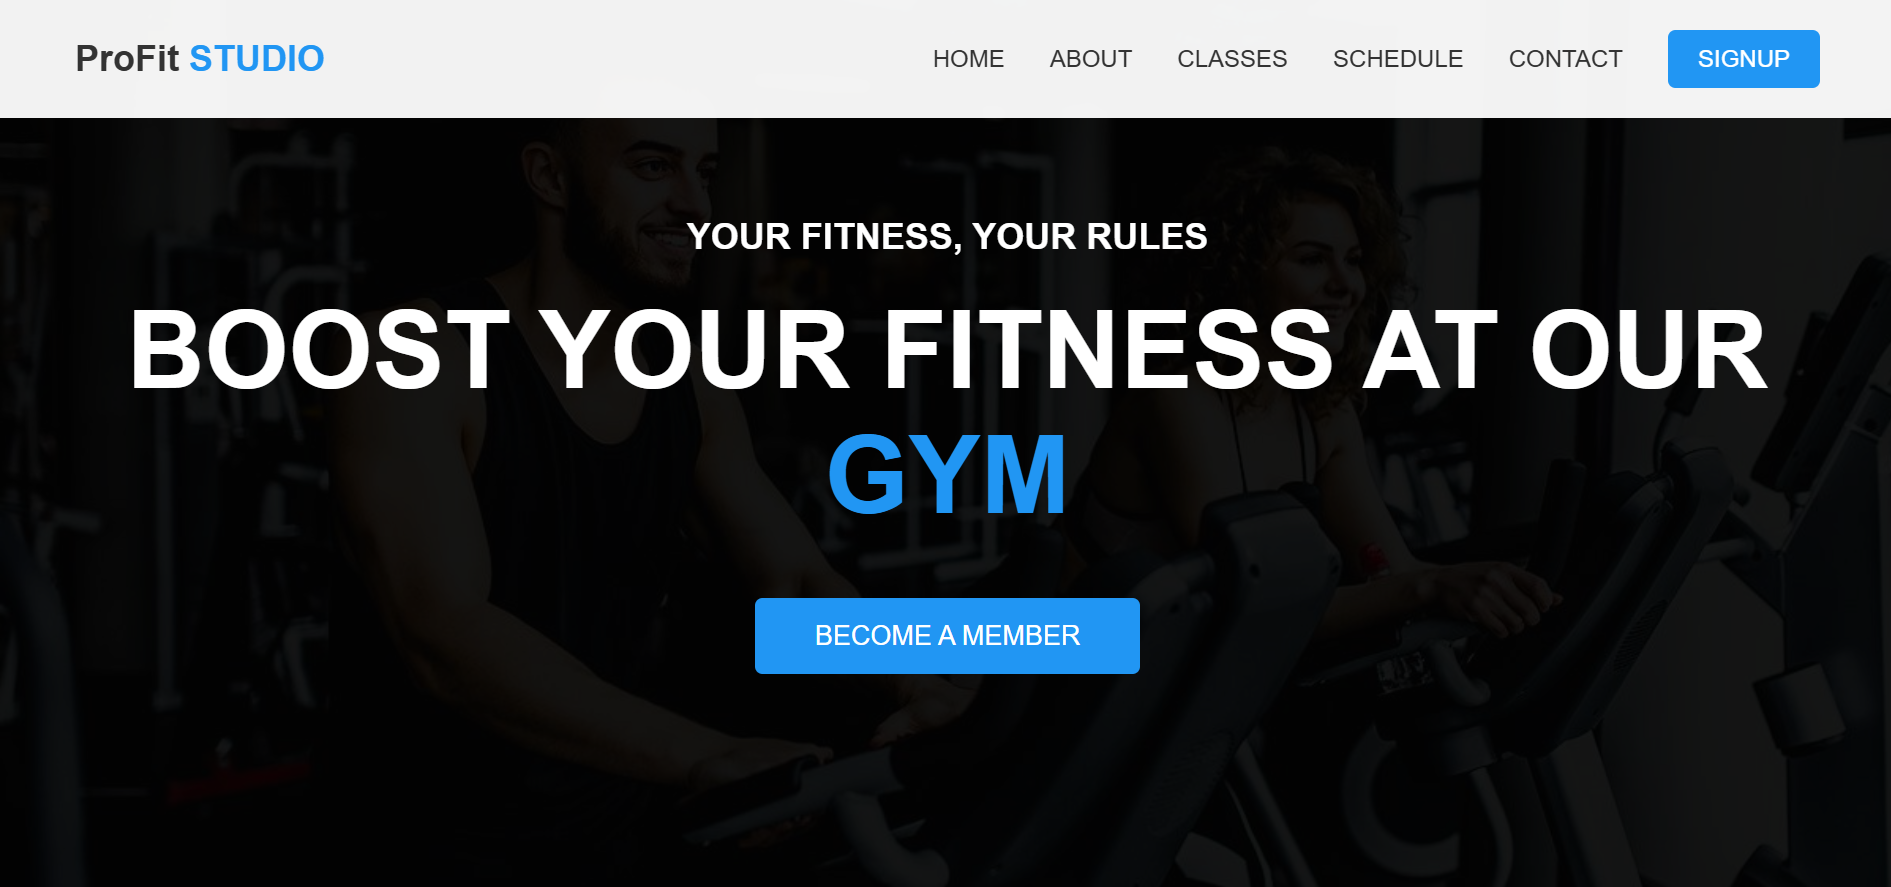 ProFit STUDIO
HOME ABOUT CLASSES SCHEDULE CONTACT SIGNUP
YOUR FITNESS, YOUR RULES
BOOST YOUR FITNESS AT OUR
GYM
BECOME A MEMBER